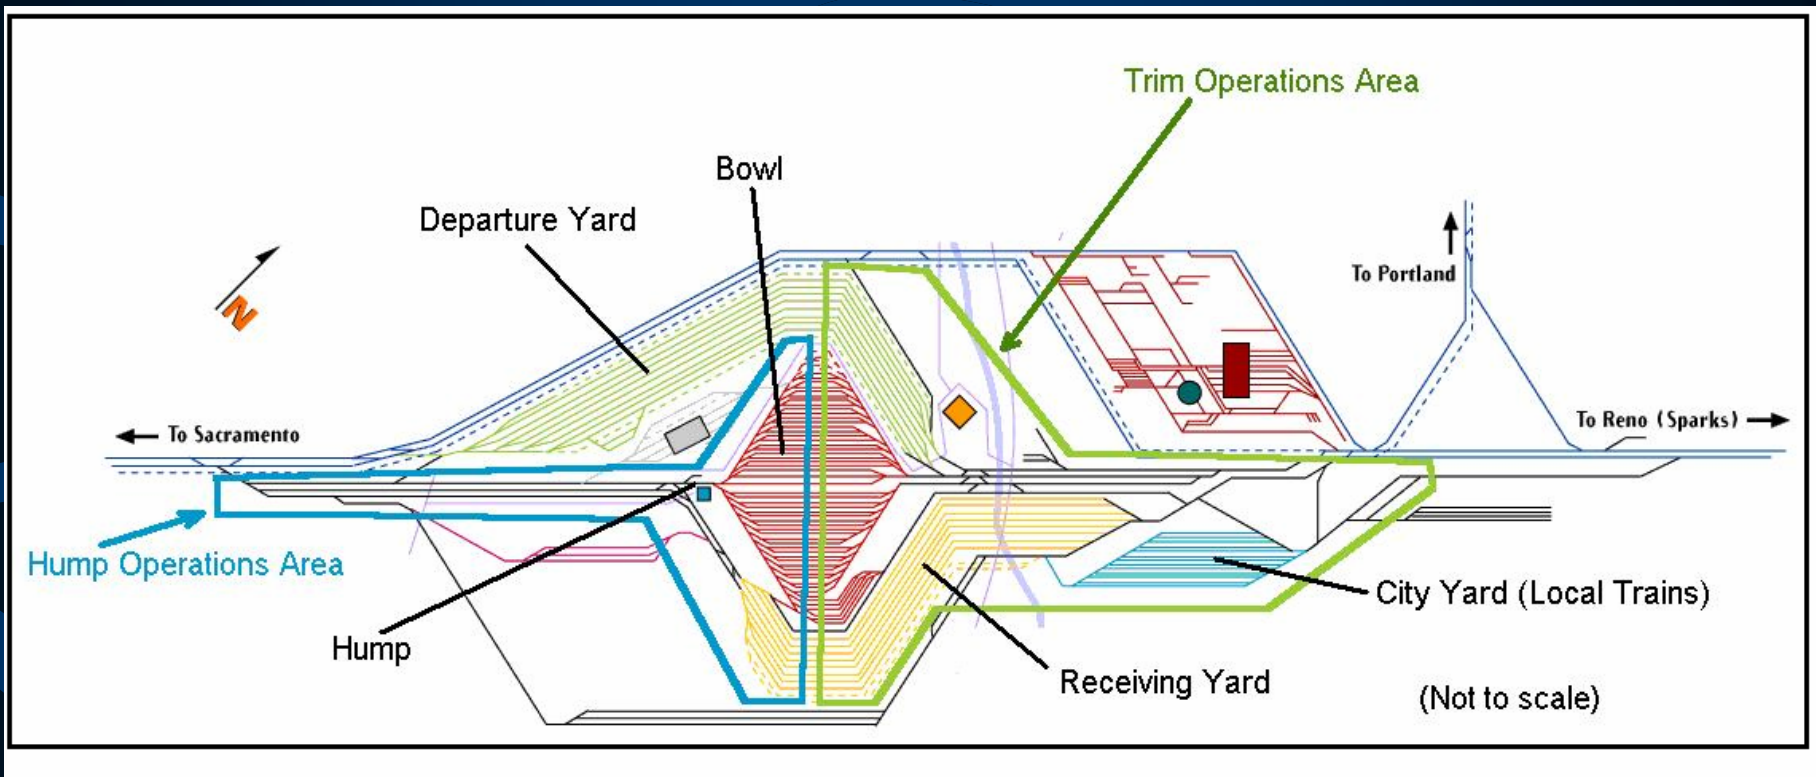 Trim Operations Area
Bowl
Departure Yard
N
To Portland
To Sacramento
To Reno (Sparks)
Hump Operations Area
Hump
City Yard (Local Trains)
Receiving Yard
(Not to scale)